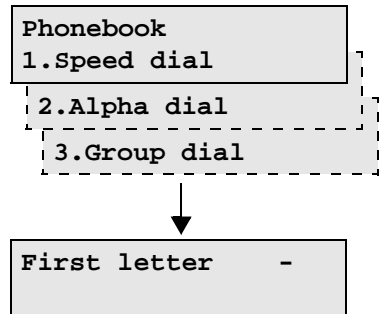 Phonebook
1.Speed dial
2.Alpha dial
3.Group dial
First letter -